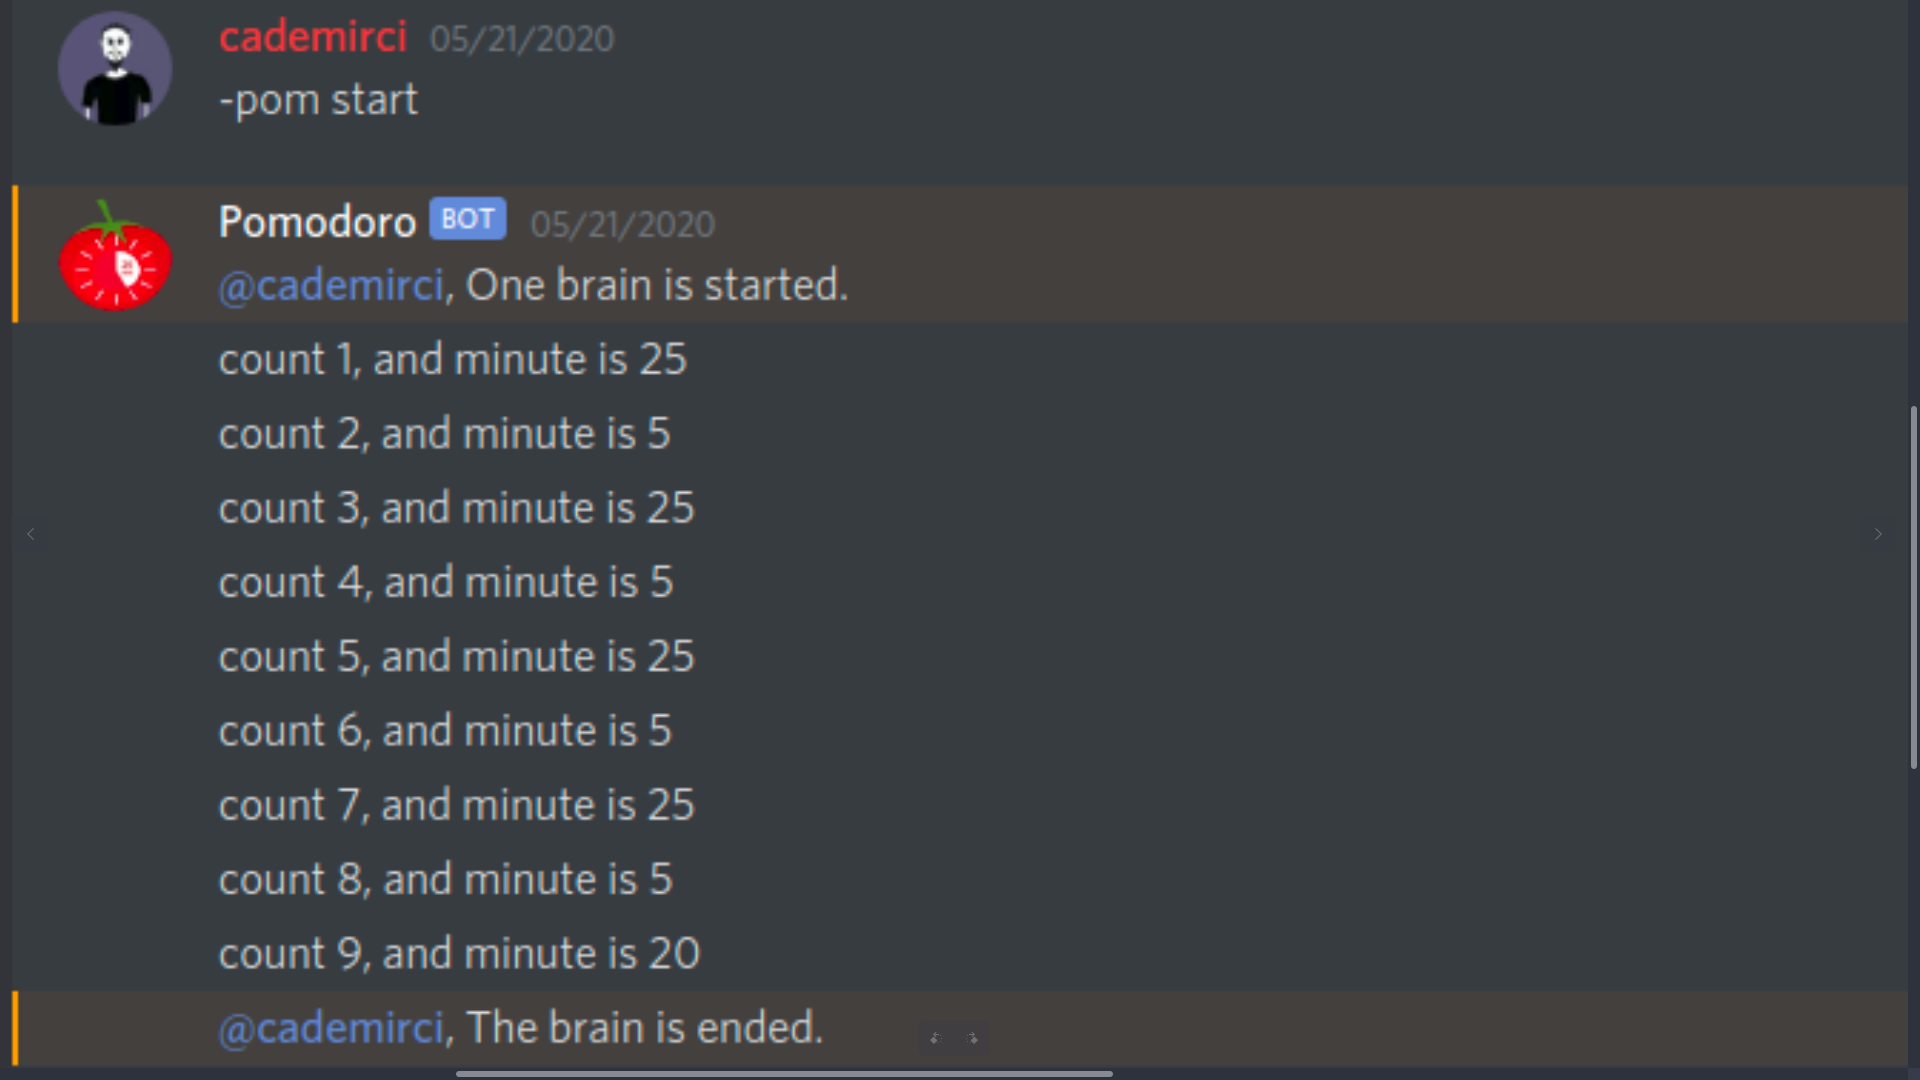 cademirci 05/21/2020
-pom start
Pomodoro BOT 05/21/2020
@cademirci, One brain is started.
count 1, and minute is 25
count 2, and minute is 5
count 3, and minute is 25
count 4, and minute is 5
count 5, and minute is 25
count 6, and minute is 5
count 7, and minute is 25
count 8, and minute is 5
count 9, and minute is 20
@cademirci, The brain is ended.